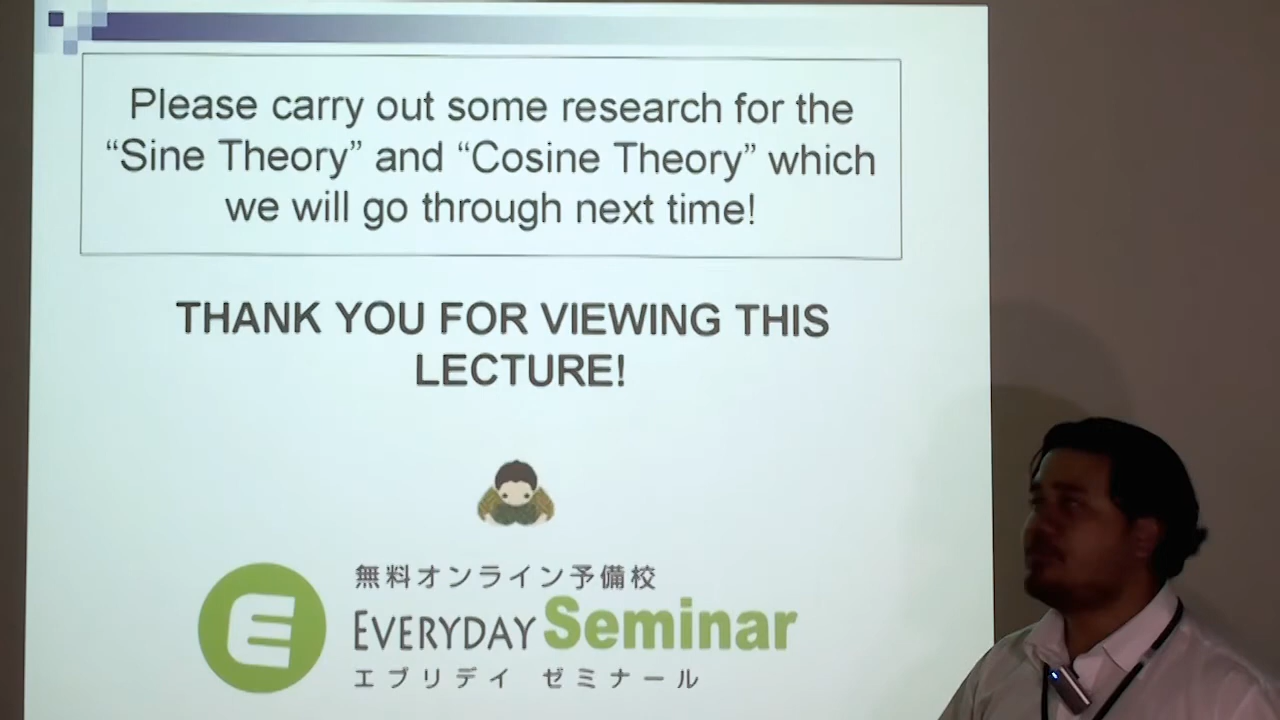 Please carry out some research for the
“Sine Theory” and “Cosine Theory” which
we will go through next time!
THANK YOU FOR VIEWING THIS
LECTURE!
無料オンライン予備校
EVERYDAY Seminar
エブリデイ ゼミナール